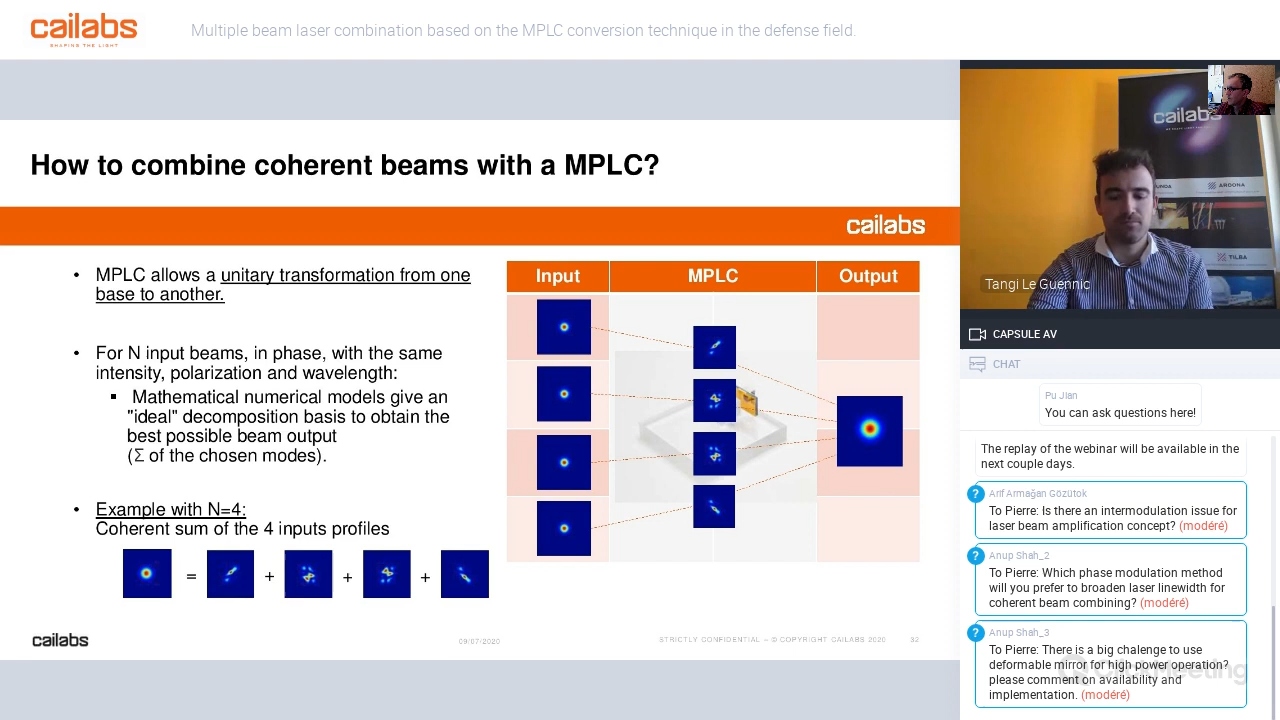 cailabs
SHAPING THE LIGHT
Multiple beam laser combination based on the MPLC conversion technique in the defense field.
How to combine coherent beams with a MPLC?
cailabs
• MPLC allows a unitary transformation from one
base to another.
• For N input beams, in phase, with the same
intensity, polarization and wavelength:
▪ Mathematical numerical models give an
"ideal" decomposition basis to obtain the
best possible beam output
(Σ of the chosen modes).
• Example with N=4:
Coherent sum of the 4 inputs profiles
= + + +
Input MPLC Output
cailabs
09/07/2020
STRICTLY CONFIDENTIAL – © COPYRIGHT CAILABS 2020
32
cailabs
ARGONA
TILBA
Tangi Le Guennic
CAPSULE AV
CHAT
Pu Jian
You can ask questions here!
The replay of the webinar will be available in the
next couple days.
? Arif Armağan Gözütok
To Pierre: Is there an intermodulation issue for
laser beam amplification concept? (modéré)
? Anup Shah_2
To Pierre: Which phase modulation method
will you prefer to broaden laser linewidth for
coherent beam combining? (modéré)
? Anup Shah_3
To Pierre: There is a big chalenge to use
deformable mirror for high power operation?
please comment on availability and
implementation. (modéré)
ClickMeeting